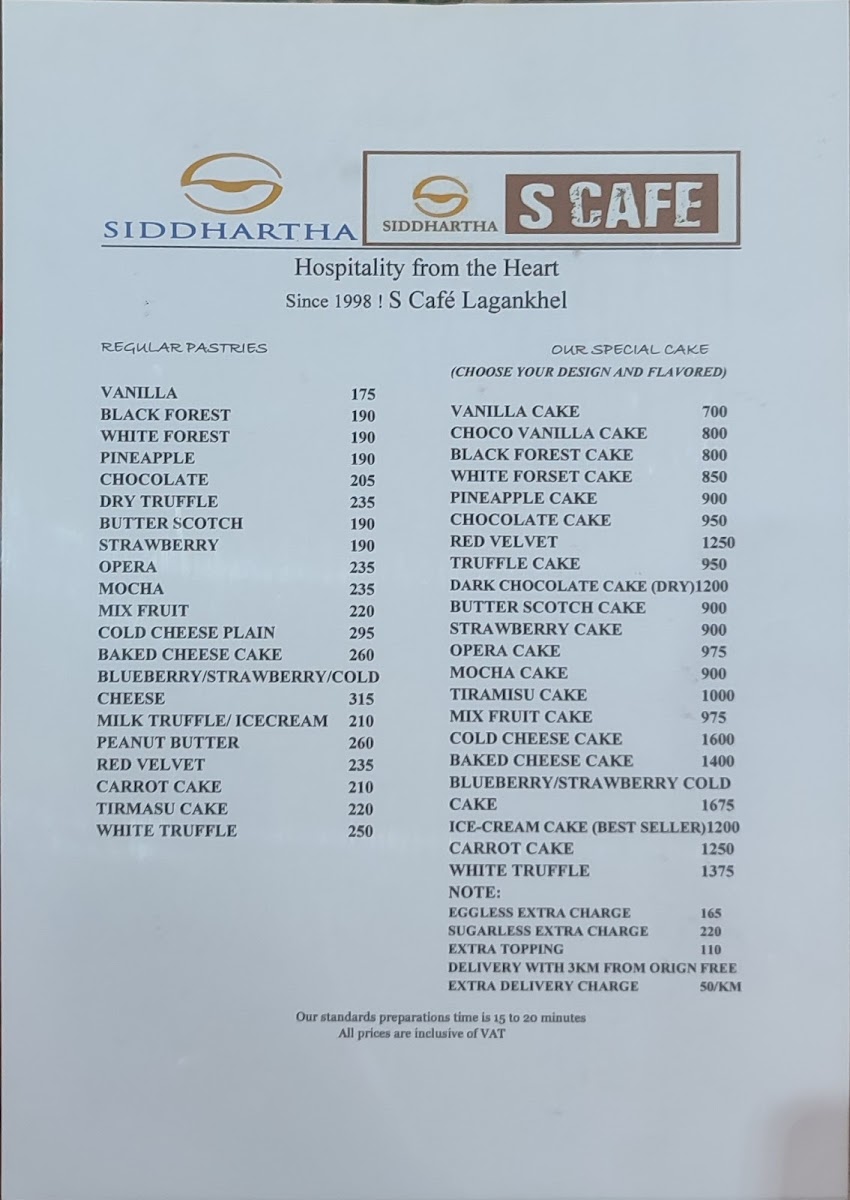 SIDDHARTHA
SIDDHARTHA
S CAFE
Hospitality from the Heart
Since 1998 ! S Café Lagankhel
REGULAR PASTRIES
VANILLA 175
BLACK FOREST 190
WHITE FOREST 190
PINEAPPLE 190
CHOCOLATE 205
DRY TRUFFLE 235
BUTTER SCOTCH 190
STRAWBERRY 190
OPERA 235
MOCHA 235
MIX FRUIT 220
COLD CHEESE PLAIN 295
BAKED CHEESE CAKE 260
BLUEBERRY/STRAWBERRY/COLD
CHEESE 315
MILK TRUFFLE/ ICECREAM 210
PEANUT BUTTER 260
RED VELVET 235
CARROT CAKE 210
TIRMASU CAKE 220
WHITE TRUFFLE 250
OUR SPECIAL CAKE
(CHOOSE YOUR DESIGN AND FLAVORED)
VANILLA CAKE 700
CHOCO VANILLA CAKE 800
BLACK FOREST CAKE 800
WHITE FORSET CAKE 850
PINEAPPLE CAKE 900
CHOCOLATE CAKE 950
RED VELVET 1250
TRUFFLE CAKE 950
DARK CHOCOLATE CAKE (DRY)1200
BUTTER SCOTCH CAKE 900
STRAWBERRY CAKE 900
OPERA CAKE 975
MOCHA CAKE 900
TIRAMISU CAKE 1000
MIX FRUIT CAKE 975
COLD CHEESE CAKE 1600
BAKED CHEESE CAKE 1400
BLUEBERRY/STRAWBERRY COLD
CAKE 1675
ICE-CREAM CAKE (BEST SELLER)1200
CARROT CAKE 1250
WHITE TRUFFLE 1375
NOTE:
EGGLESS EXTRA CHARGE 165
SUGARLESS EXTRA CHARGE 220
EXTRA TOPPING 110
DELIVERY WITH 3KM FROM ORIGN FREE
EXTRA DELIVERY CHARGE 50/KM
Our standards preparations time is 15 to 20 minutes
All prices are inclusive of VAT